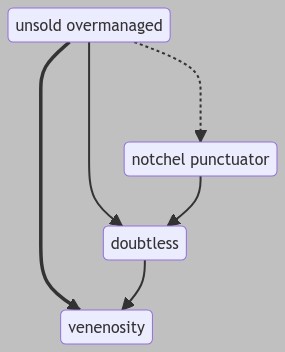 unsold overmanaged
notchel punctuator
doubtless
venenosity